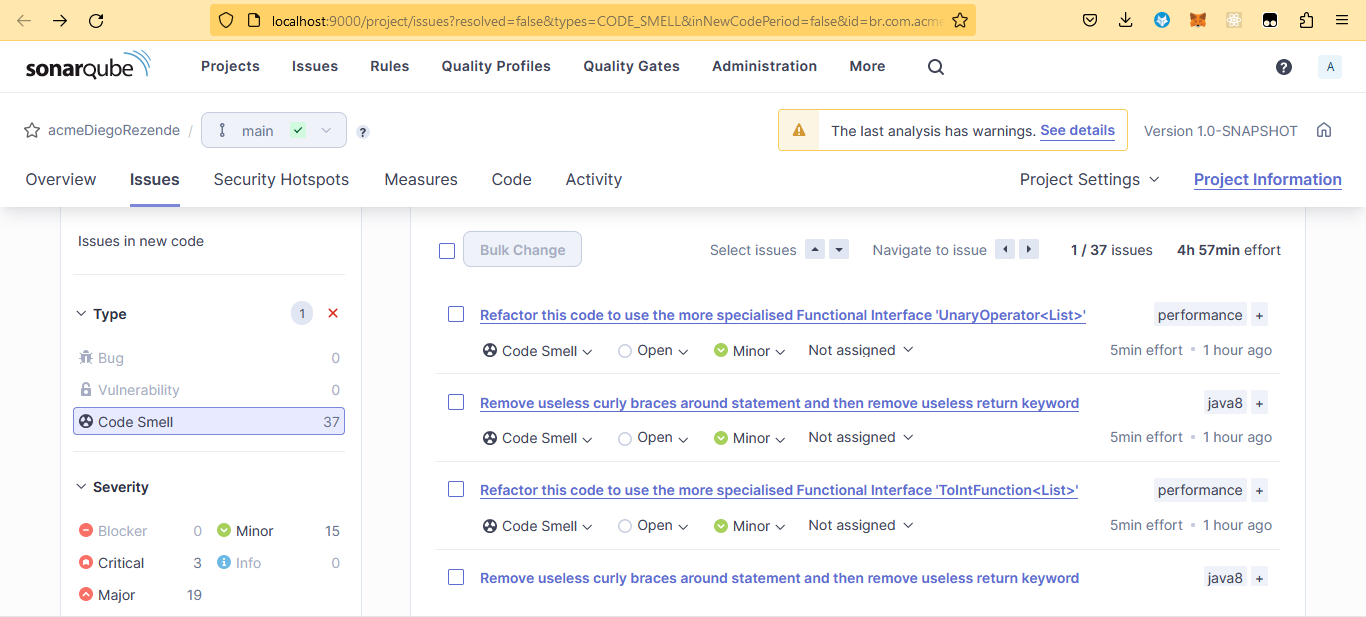 localhost:9000/project/issues?resolved=false&types=CODE_SMELL&inNewCodePeriod=false&id=br.com.acme
sonarqube Projects Issues Rules Quality Profiles Quality Gates Administration More ? A
acmeDiegoRezende / main ? The last analysis has warnings. See details Version 1.0-SNAPSHOT
Overview Issues Security Hotspots Measures Code Activity Project Settings Project Information
Issues in new code
Type 1
Bug 0
Vulnerability 0
Code Smell 37
Severity
Blocker 0 Minor 15
Critical 3 Info 0
Major 19
Bulk Change Select issues Navigate to issue 1 / 37 issues 4h 57min effort
Refactor this code to use the more specialised Functional Interface 'UnaryOperator<List>' performance +
Code Smell Open Minor Not assigned 5min effort • 1 hour ago
Remove useless curly braces around statement and then remove useless return keyword java8 +
Code Smell Open Minor Not assigned 5min effort • 1 hour ago
Refactor this code to use the more specialised Functional Interface 'ToIntFunction<List>' performance +
Code Smell Open Minor Not assigned 5min effort • 1 hour ago
Remove useless curly braces around statement and then remove useless return keyword java8 +